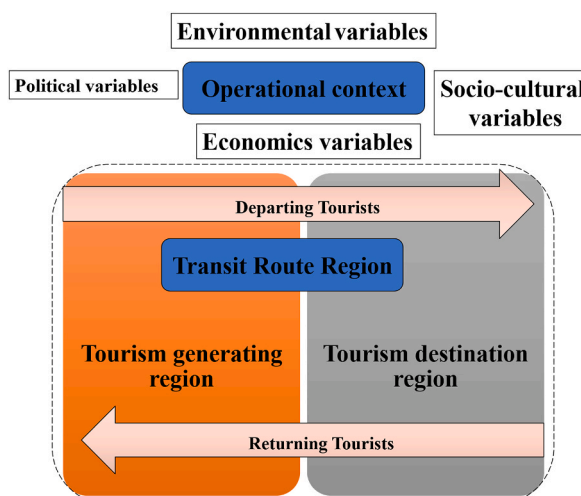 Environmental variables
Political variables
Operational context
Socio-cultural
variables
Economics variables
Departing Tourists
Transit Route Region
Tourism generating
region
Tourism destination
region
Returning Tourists